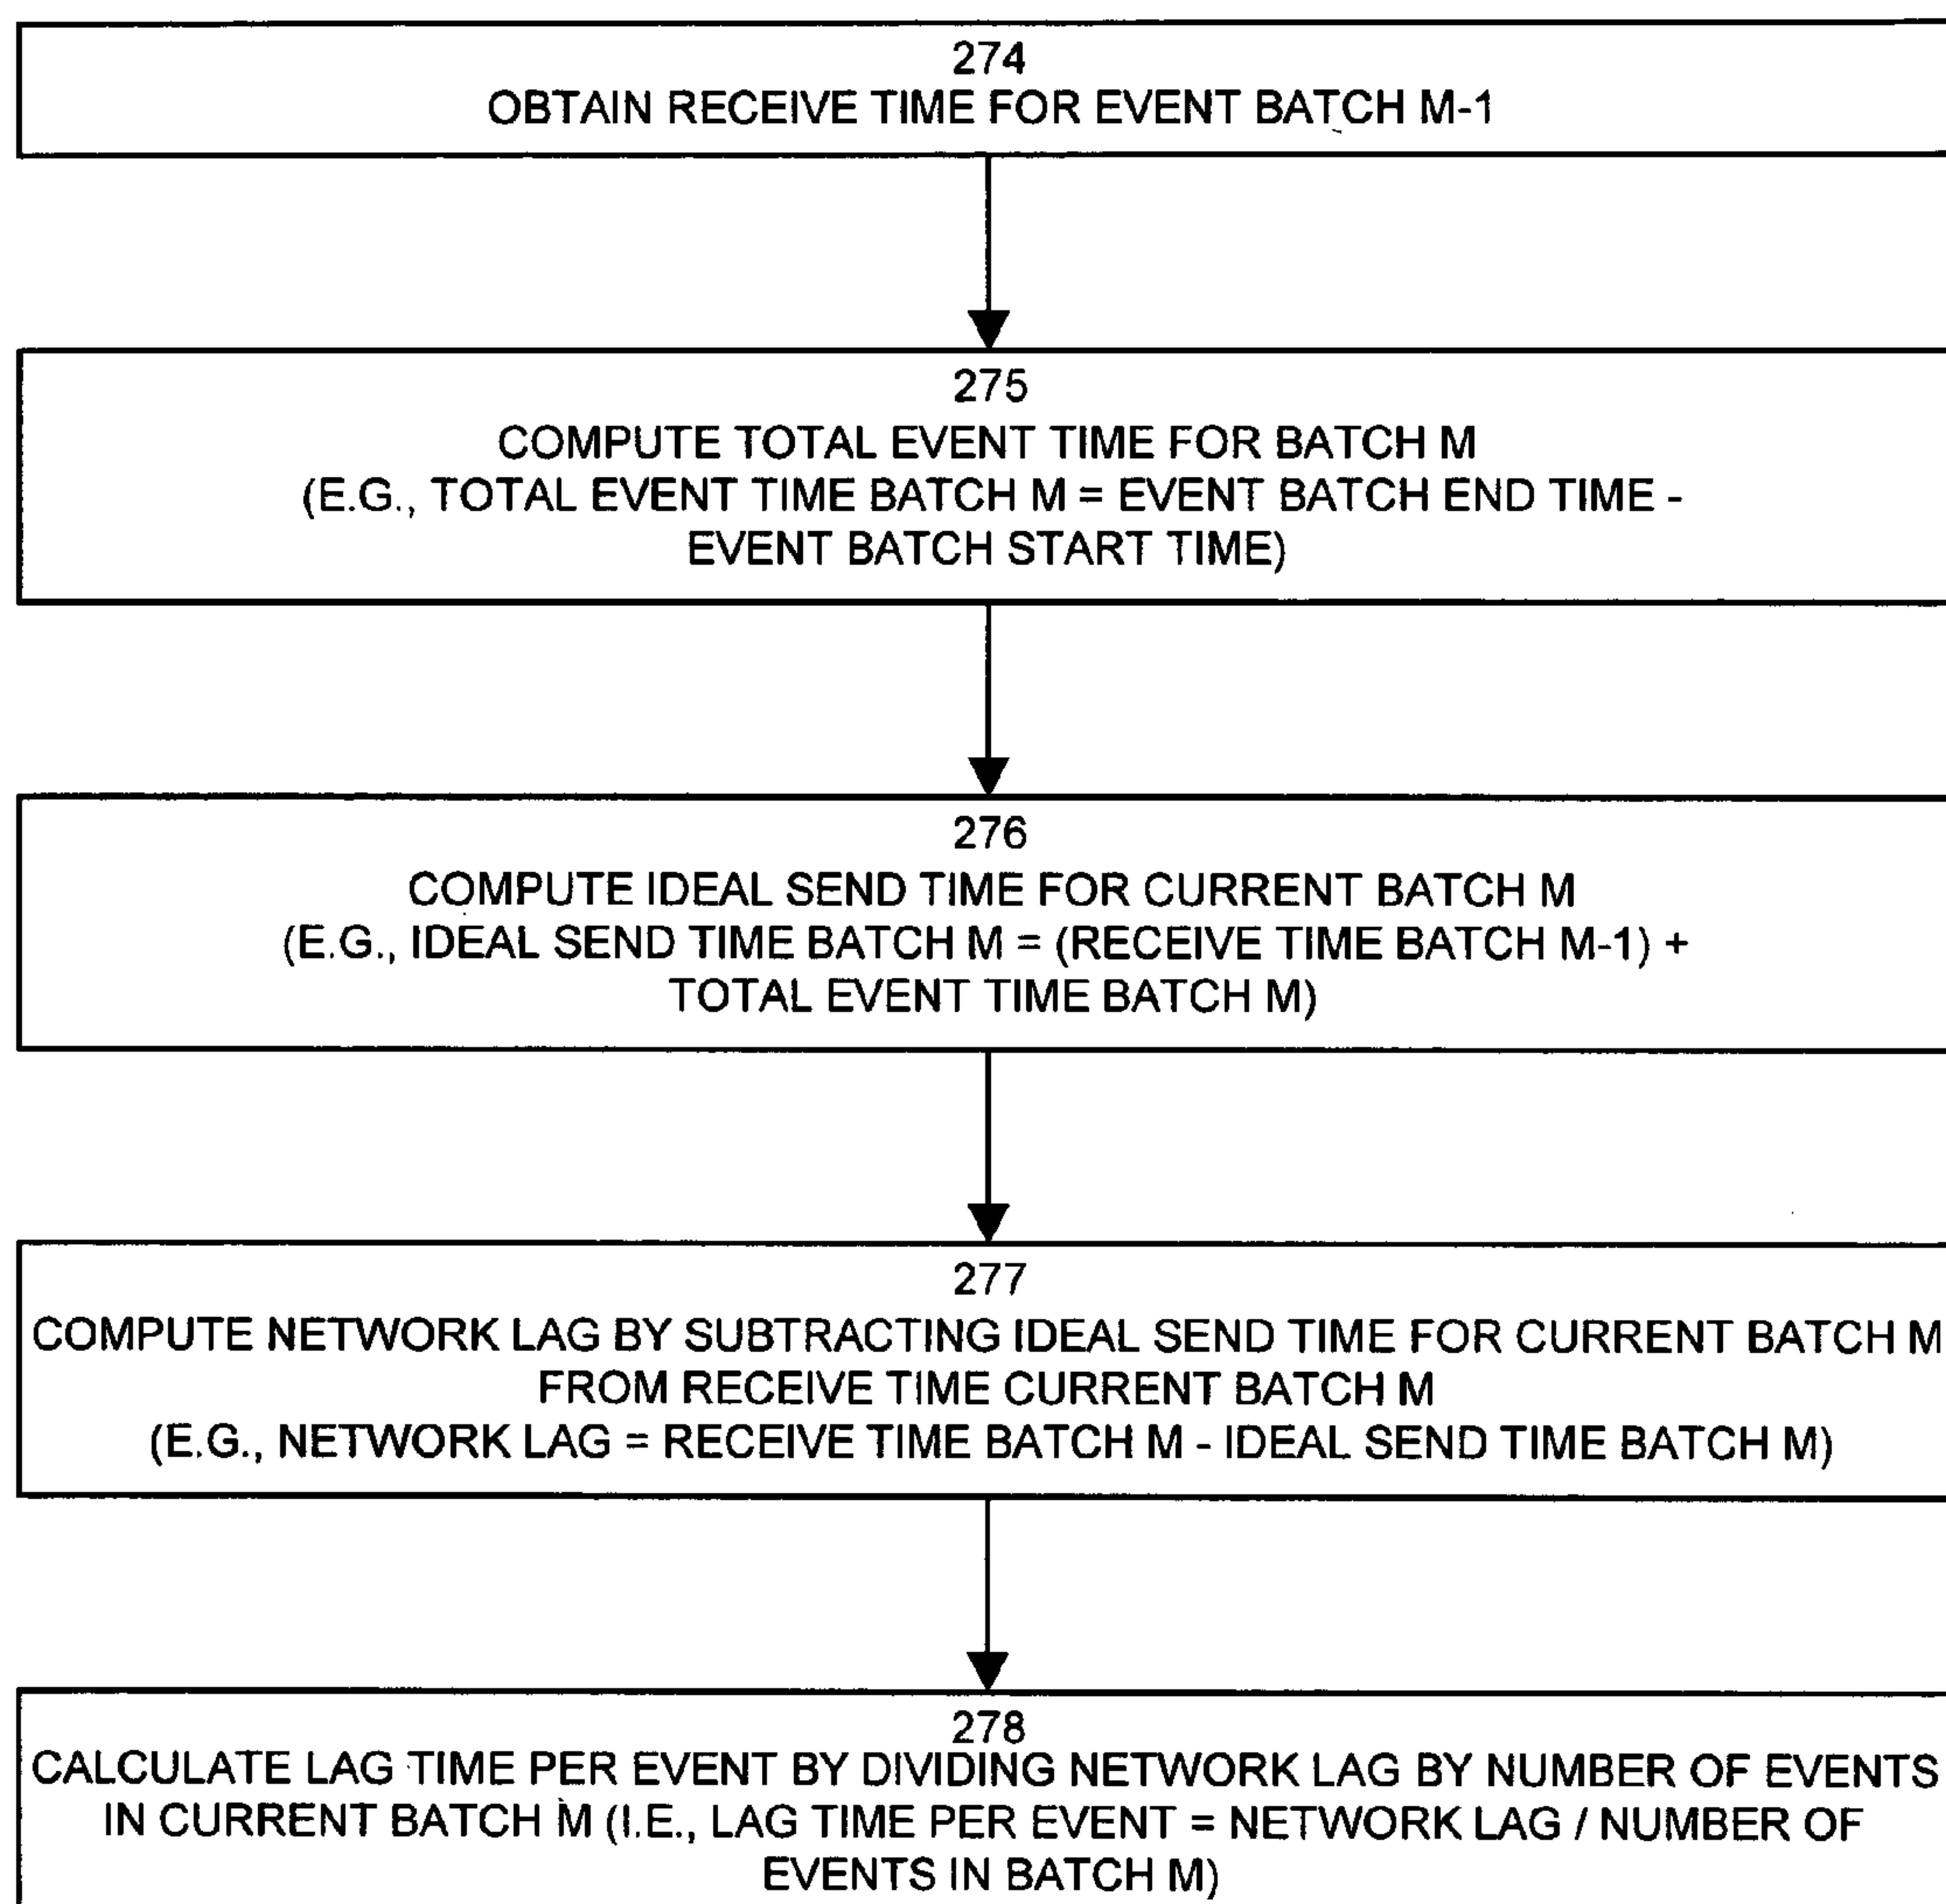 274
OBTAIN RECEIVE TIME FOR EVENT BATCH M-1
275
COMPUTE TOTAL EVENT TIME FOR BATCH M
(E.G., TOTAL EVENT TIME BATCH M = EVENT BATCH END TIME -
EVENT BATCH START TIME)
276
COMPUTE IDEAL SEND TIME FOR CURRENT BATCH M
(E.G., IDEAL SEND TIME BATCH M = (RECEIVE TIME BATCH M-1) +
TOTAL EVENT TIME BATCH M)
277
COMPUTE NETWORK LAG BY SUBTRACTING IDEAL SEND TIME FOR CURRENT BATCH M
FROM RECEIVE TIME CURRENT BATCH M
(E.G., NETWORK LAG = RECEIVE TIME BATCH M - IDEAL SEND TIME BATCH M)
278
CALCULATE LAG TIME PER EVENT BY DIVIDING NETWORK LAG BY NUMBER OF EVENTS
IN CURRENT BATCH M (I.E., LAG TIME PER EVENT = NETWORK LAG / NUMBER OF
EVENTS IN BATCH M)